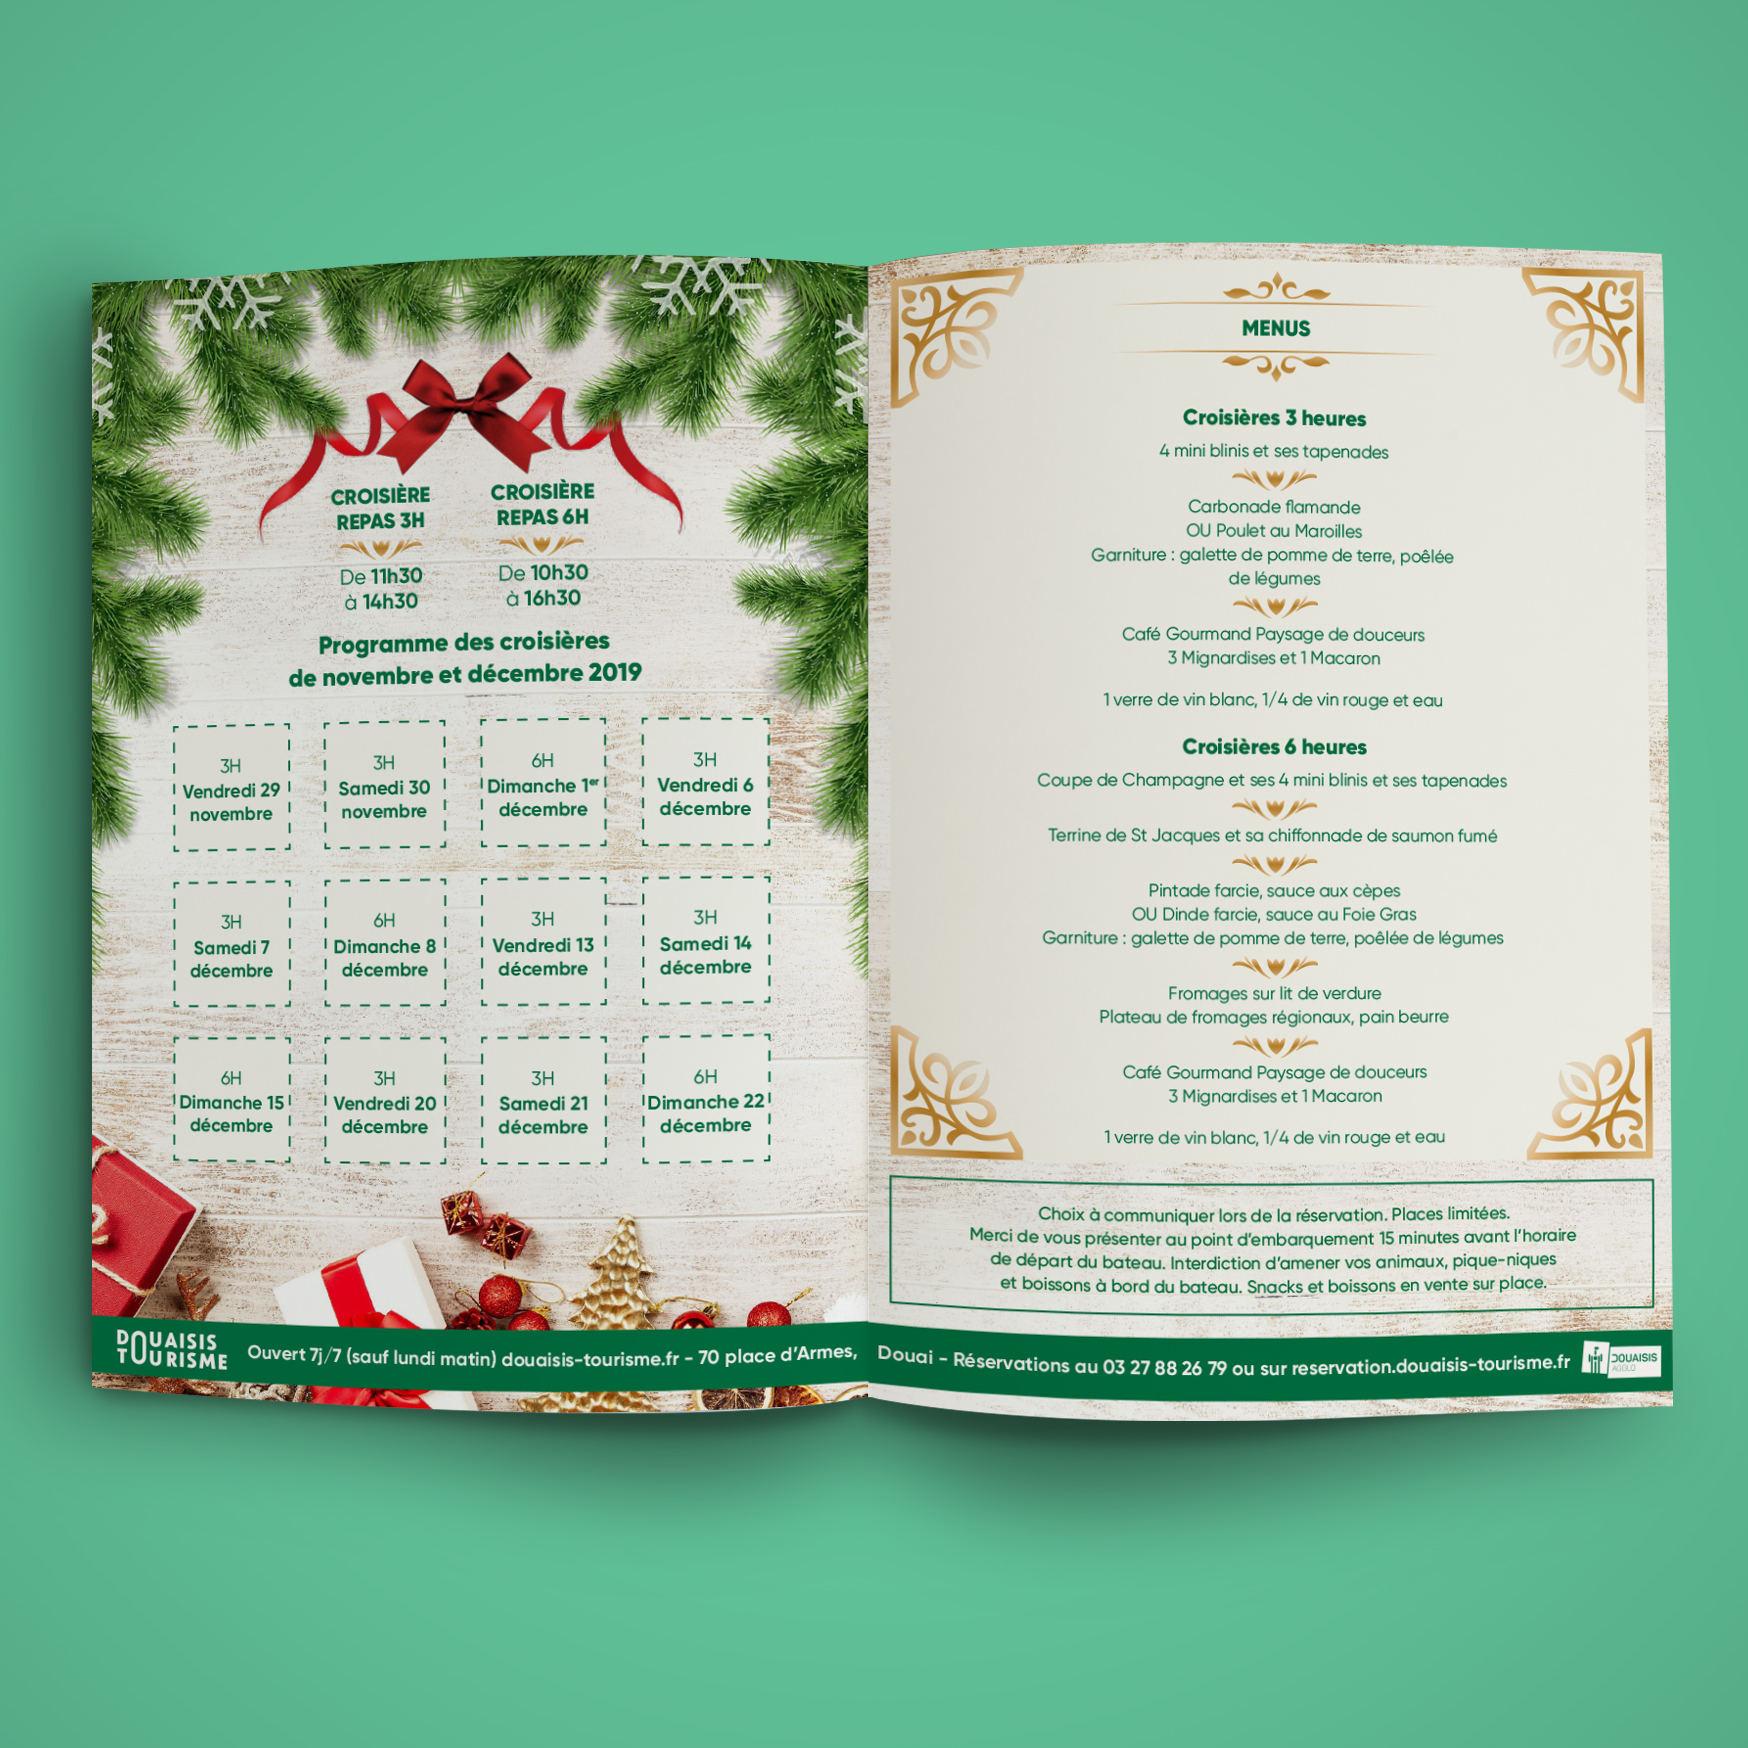 CROISIÈRE
REPAS 3H
De 11h30
à 14h30
CROISIÈRE
REPAS 6H
De 10h30
à 16h30
Programme des croisières
de novembre et décembre 2019
3H
Vendredi 29
novembre
3H
Samedi 30
novembre
6H
Dimanche 1er
décembre
3H
Vendredi 6
décembre
3H
Samedi 7
décembre
6H
Dimanche 8
décembre
3H
Vendredi 13
décembre
3H
Samedi 14
décembre
6H
Dimanche 15
décembre
3H
Vendredi 20
décembre
3H
Samedi 21
décembre
6H
Dimanche 22
décembre
DOUAISIS
TOURISME
Ouvert 7j/7 (sauf lundi matin) douaisis-tourisme.fr - 70 place d'Armes,
MENUS
Croisières 3 heures
4 mini blinis et ses tapenades
Carbonade flamande
OU Poulet au Maroilles
Garniture : galette de pomme de terre, poêlée
de légumes
Café Gourmand Paysage de douceurs
3 Mignardises et 1 Macaron
1 verre de vin blanc, 1/4 de vin rouge et eau
Croisières 6 heures
Coupe de Champagne et ses 4 mini blinis et ses tapenades
Terrine de St Jacques et sa chiffonnade de saumon fumé
Pintade farcie, sauce aux cèpes
OU Dinde farcie, sauce au Foie Gras
Garniture : galette de pomme de terre, poêlée de légumes
Fromages sur lit de verdure
Plateau de fromages régionaux, pain beurre
Café Gourmand Paysage de douceurs
3 Mignardises et 1 Macaron
1 verre de vin blanc, 1/4 de vin rouge et eau
Choix à communiquer lors de la réservation. Places limitées.
Merci de vous présenter au point d'embarquement 15 minutes avant l'horaire
de départ du bateau. Interdiction d'amener vos animaux, pique-niques
et boissons à bord du bateau. Snacks et boissons en vente sur place.
Douai - Réservations au 03 27 88 26 79 ou sur reservation.douaisis-tourisme.fr
DOUAISIS
AGGLO